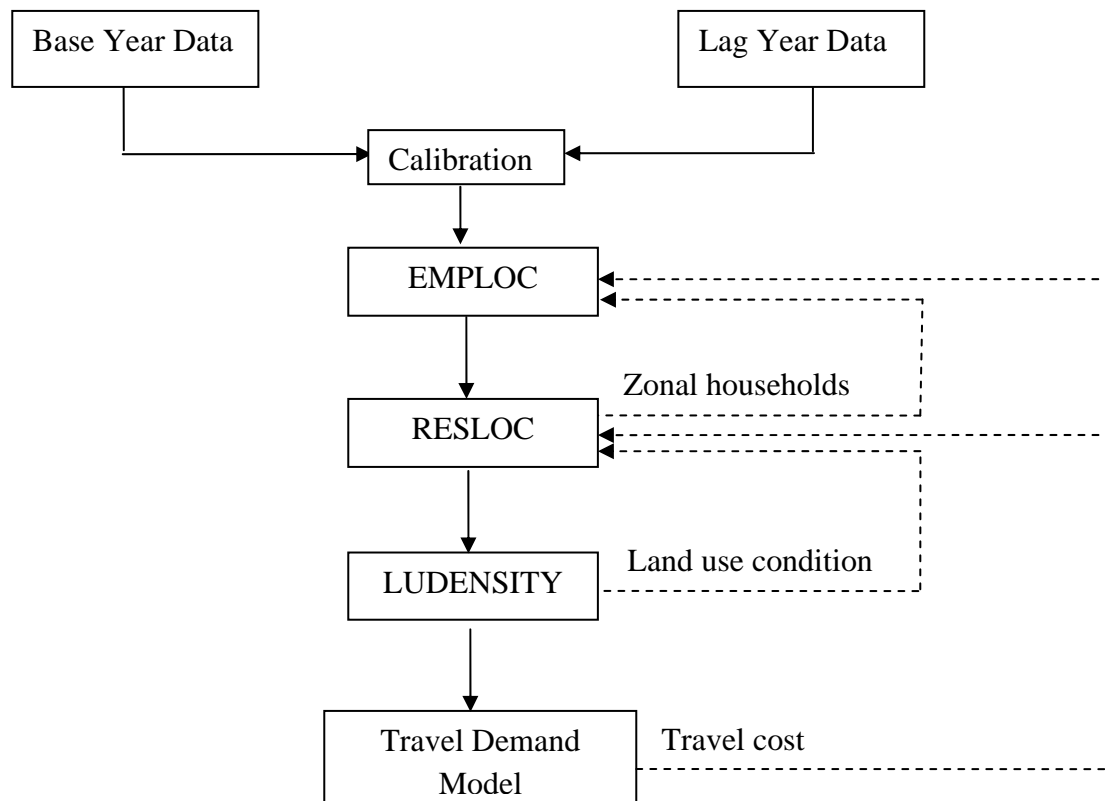 Base Year Data
Lag Year Data
Calibration
EMPLOC
Zonal households
RESLOC
Land use condition
LUDENSITY
Travel Demand
Model
Travel cost